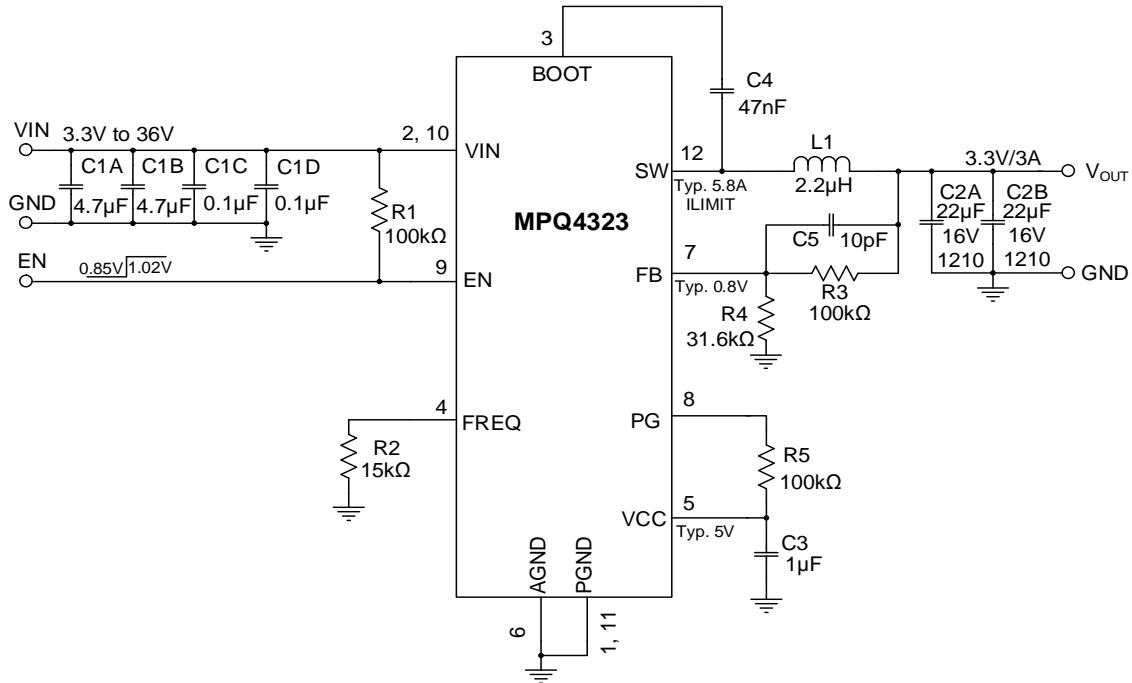 3
BOOT
C4
47nF
VIN 3.3V to 36V
2, 10
VIN
C1A C1B C1C C1D
4.7µF 4.7µF 0.1µF 0.1µF
GND
R1
100kΩ
EN
0.85V 1.02V
9
EN
MPQ4323
12
SW
Typ. 5.8A
ILIMIT
L1
2.2µH
3.3V/3A
VOUT
C2A C2B
22µF 22µF
16V 16V
1210 1210
GND
C5 10pF
7
FB
Typ. 0.8V
R3
100kΩ
R4
31.6kΩ
4
FREQ
R2
15kΩ
8
PG
R5
100kΩ
5
VCC
Typ. 5V
C3
1µF
AGND
PGND
6
1, 11